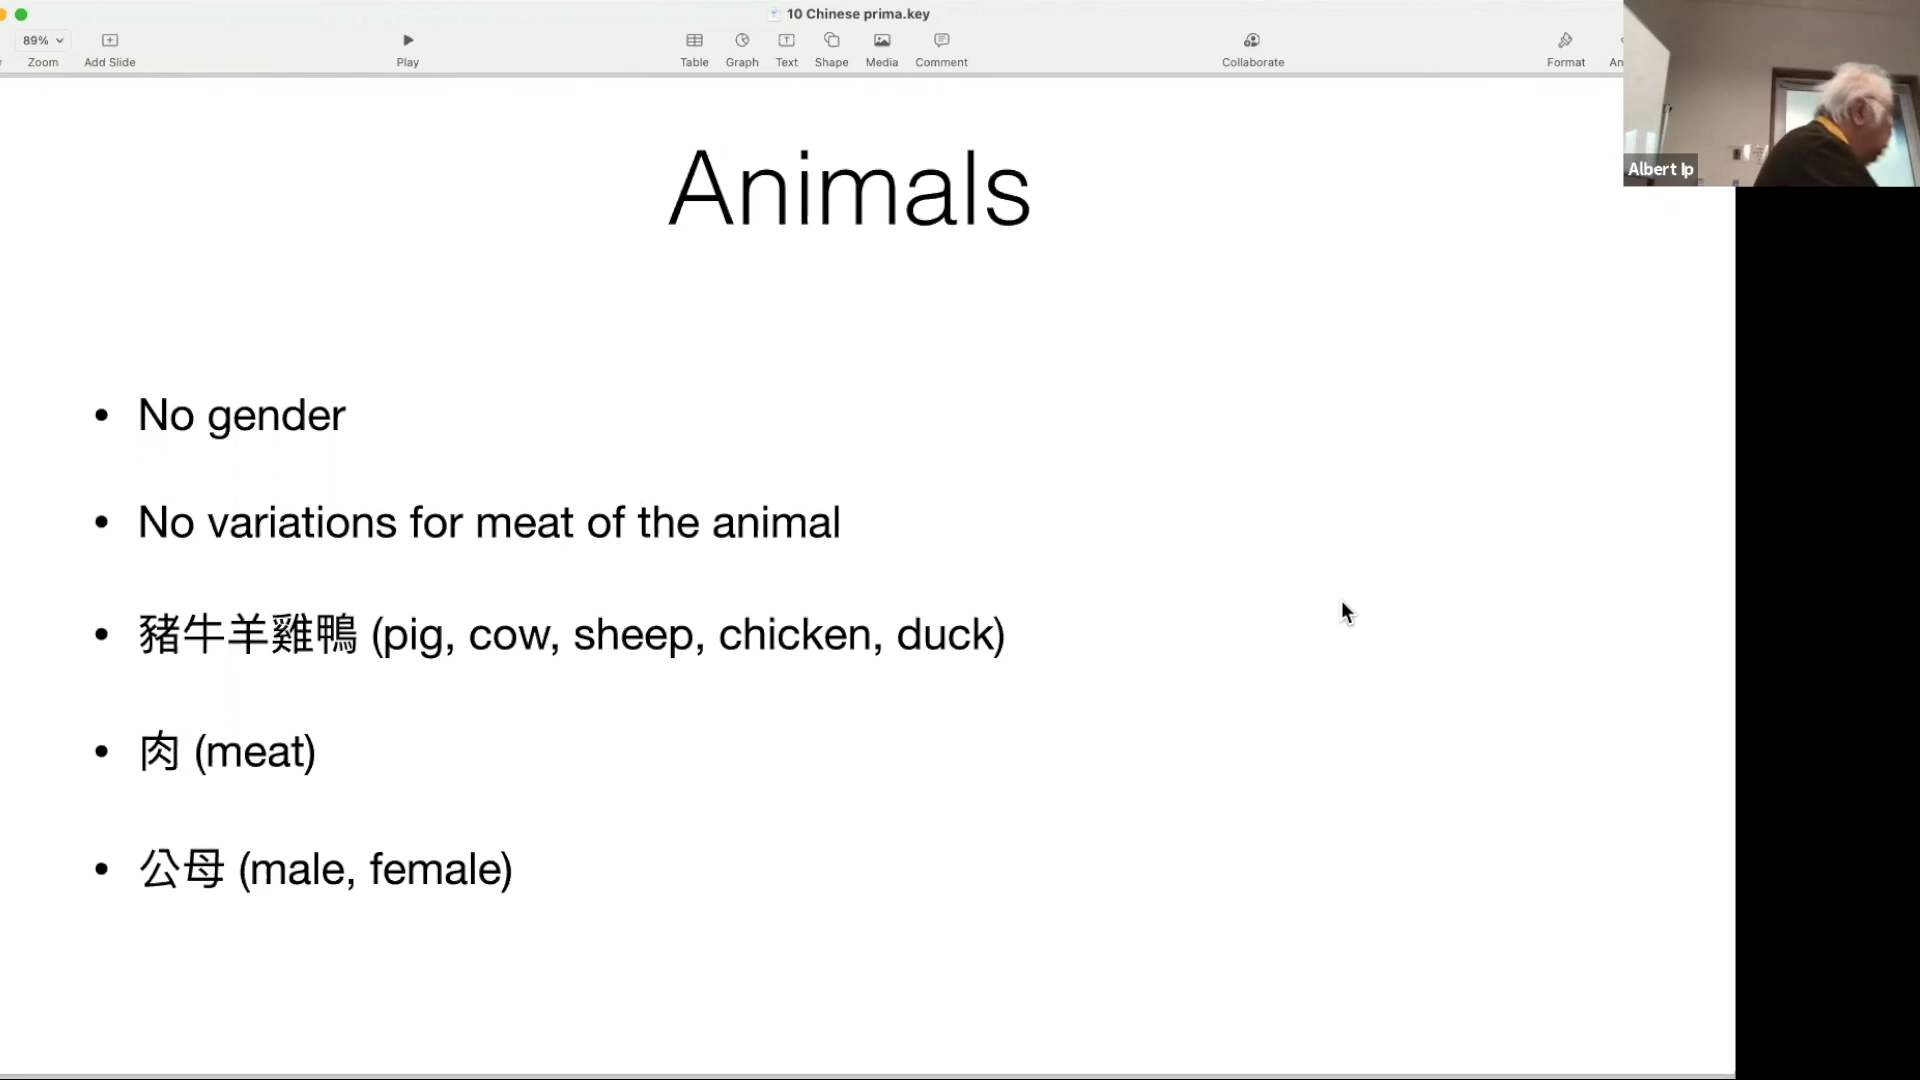 10 Chinese prima.key
89%
Zoom
Add Slide
Play
Table
Graph
Text
Shape
Media
Comment
Collaborate
Format
An
Albert Ip
Animals
• No gender
• No variations for meat of the animal
• 豬牛羊雞鴨 (pig, cow, sheep, chicken, duck)
• 肉 (meat)
• 公母 (male, female)